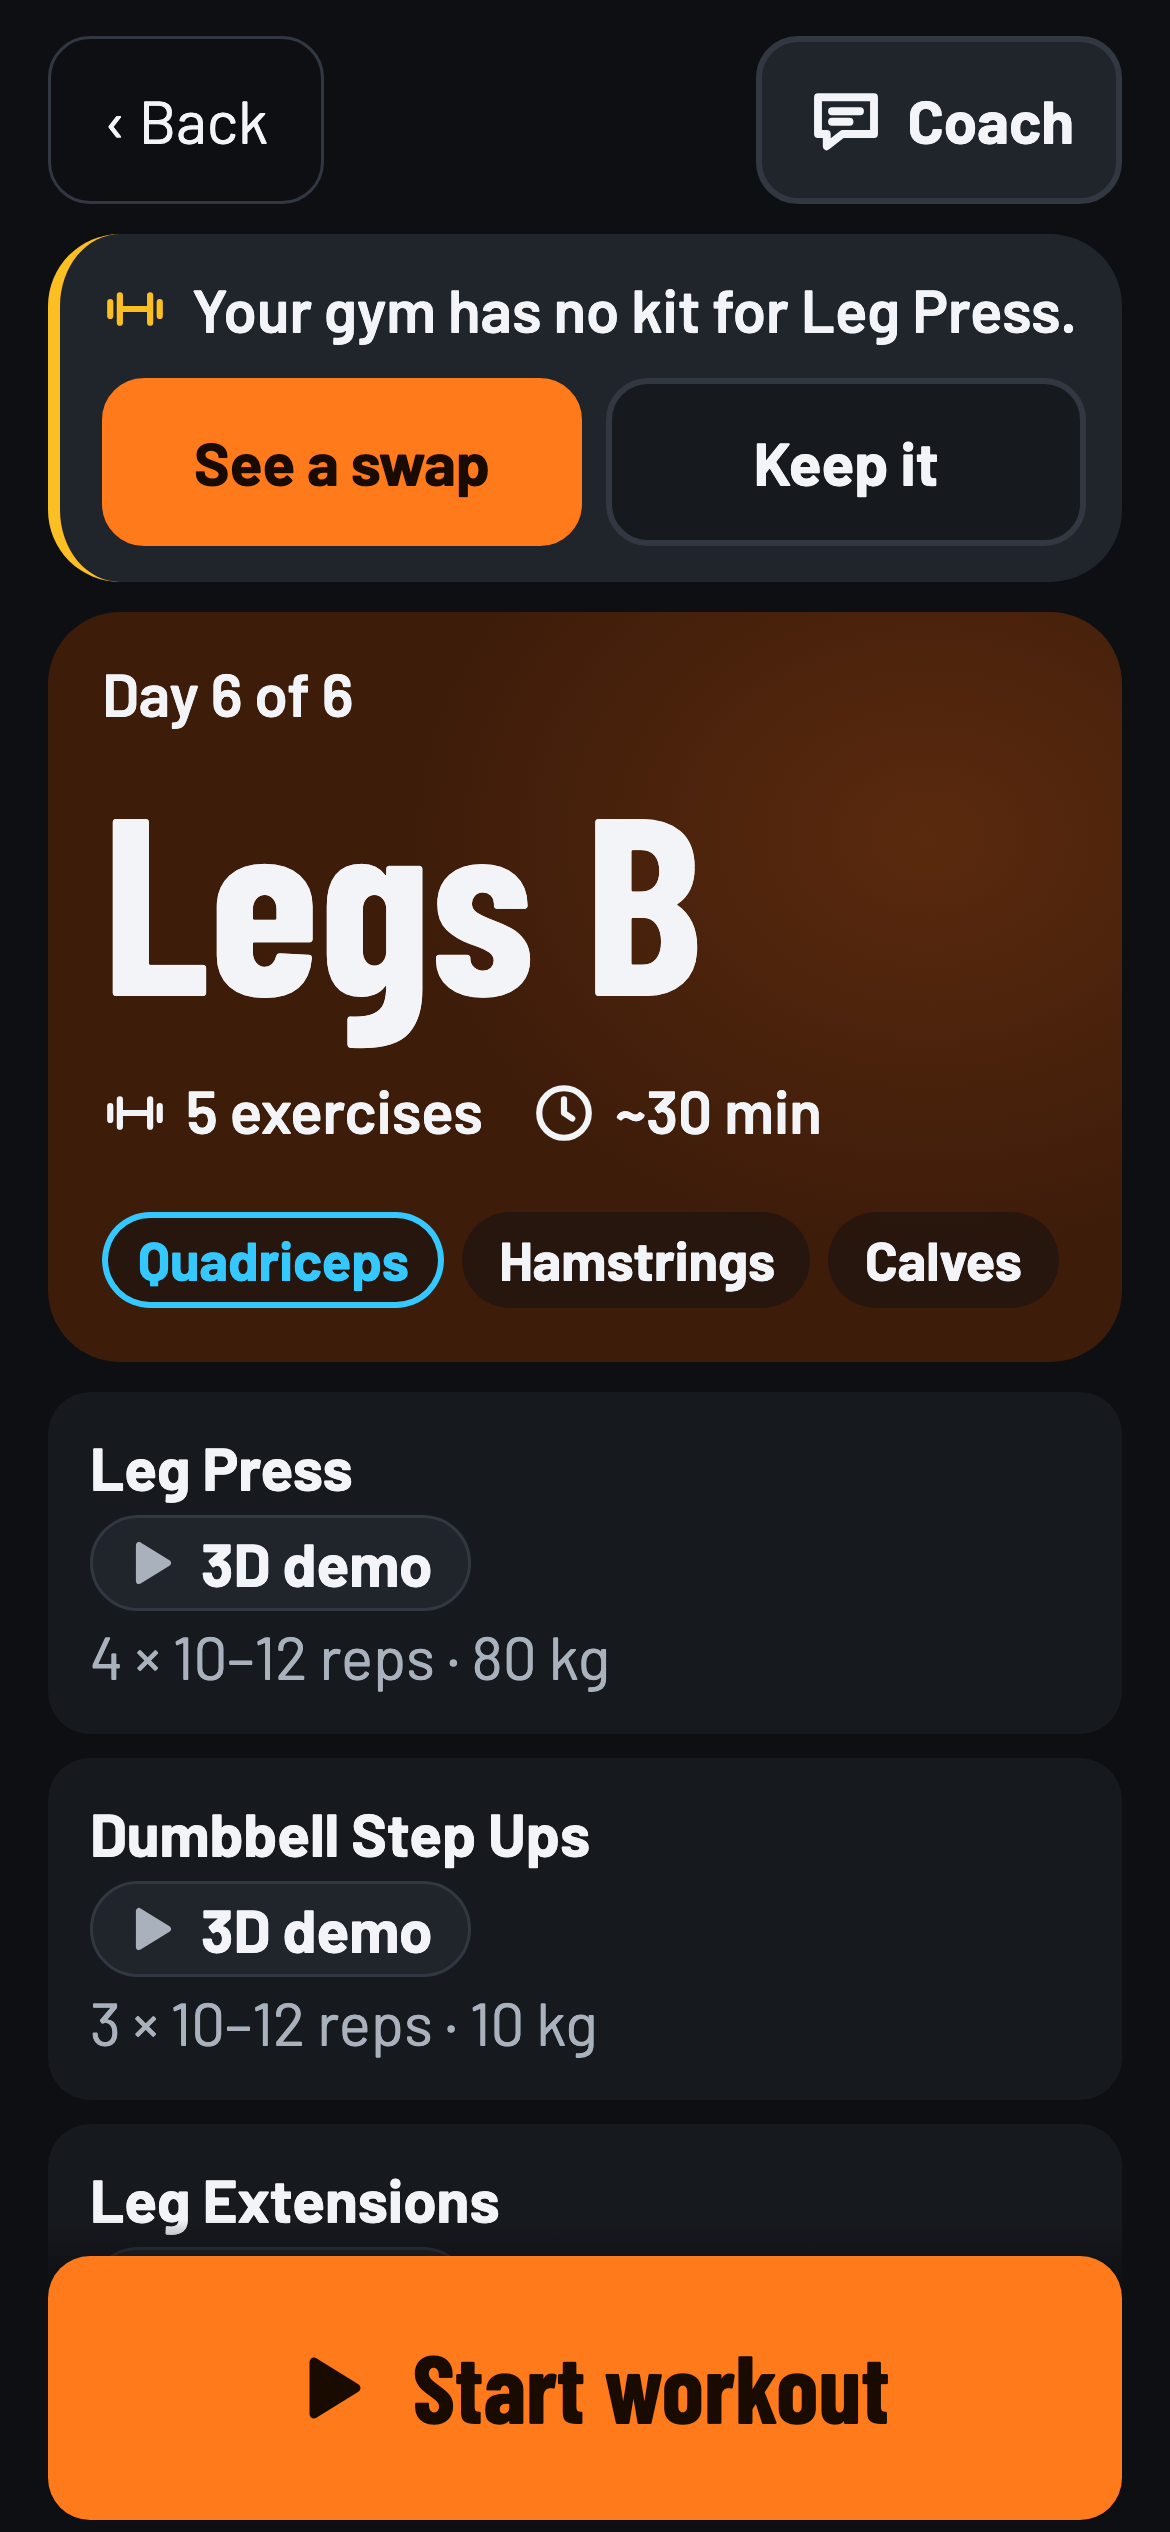 ‹ Back
Coach
Your gym has no kit for Leg Press.
See a swap
Keep it
Day 6 of 6
Legs B
5 exercises
~30 min
Quadriceps
Hamstrings
Calves
Leg Press
3D demo
4 × 10–12 reps · 80 kg
Dumbbell Step Ups
3D demo
3 × 10–12 reps · 10 kg
Leg Extensions
Start workout